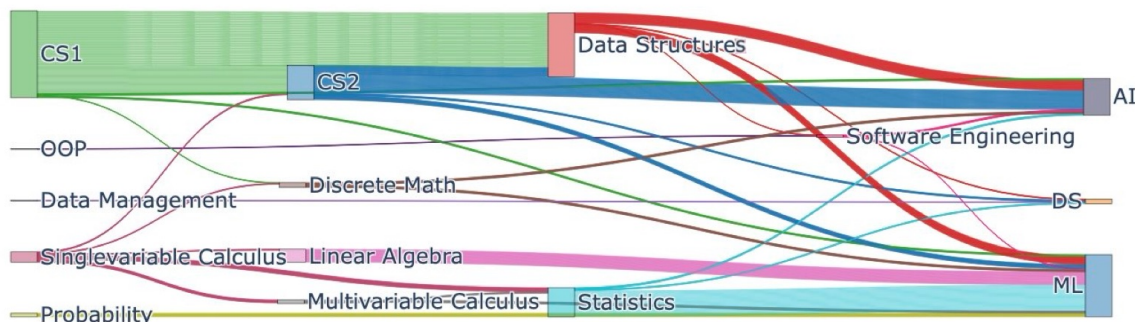 CS1
Data Structures
CS2
AI
OOP
Software Engineering
Discrete Math
Data Management
DS
Singlevariable Calculus
Linear Algebra
ML
Multivariable Calculus
Statistics
Probability